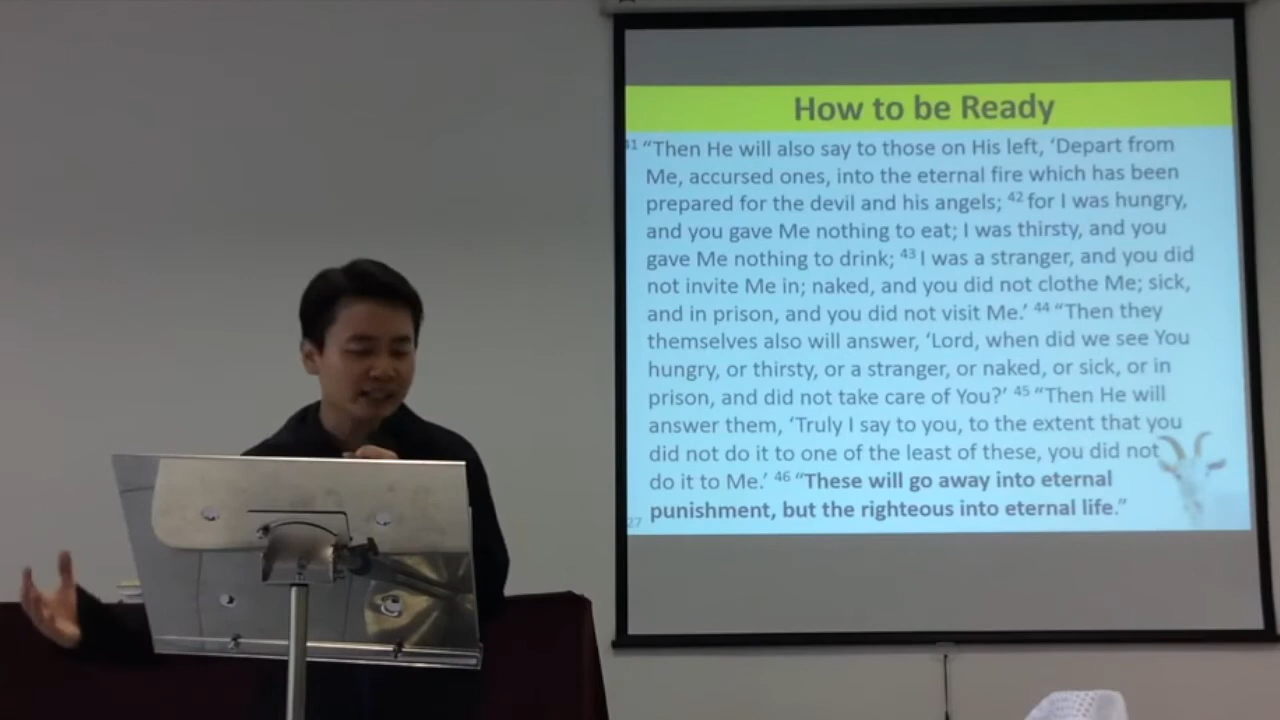 How to be Ready
41 “Then He will also say to those on His left, ‘Depart from
Me, accursed ones, into the eternal fire which has been
prepared for the devil and his angels; 42 for I was hungry,
and you gave Me nothing to eat; I was thirsty, and you
gave Me nothing to drink; 43 I was a stranger, and you did
not invite Me in; naked, and you did not clothe Me; sick,
and in prison, and you did not visit Me.’ 44 “Then they
themselves also will answer, ‘Lord, when did we see You
hungry, or thirsty, or a stranger, or naked, or sick, or in
prison, and did not take care of You?’ 45 “Then He will
answer them, ‘Truly I say to you, to the extent that you
did not do it to one of the least of these, you did not
do it to Me.’ 46 “These will go away into eternal
punishment, but the righteous into eternal life.”
27